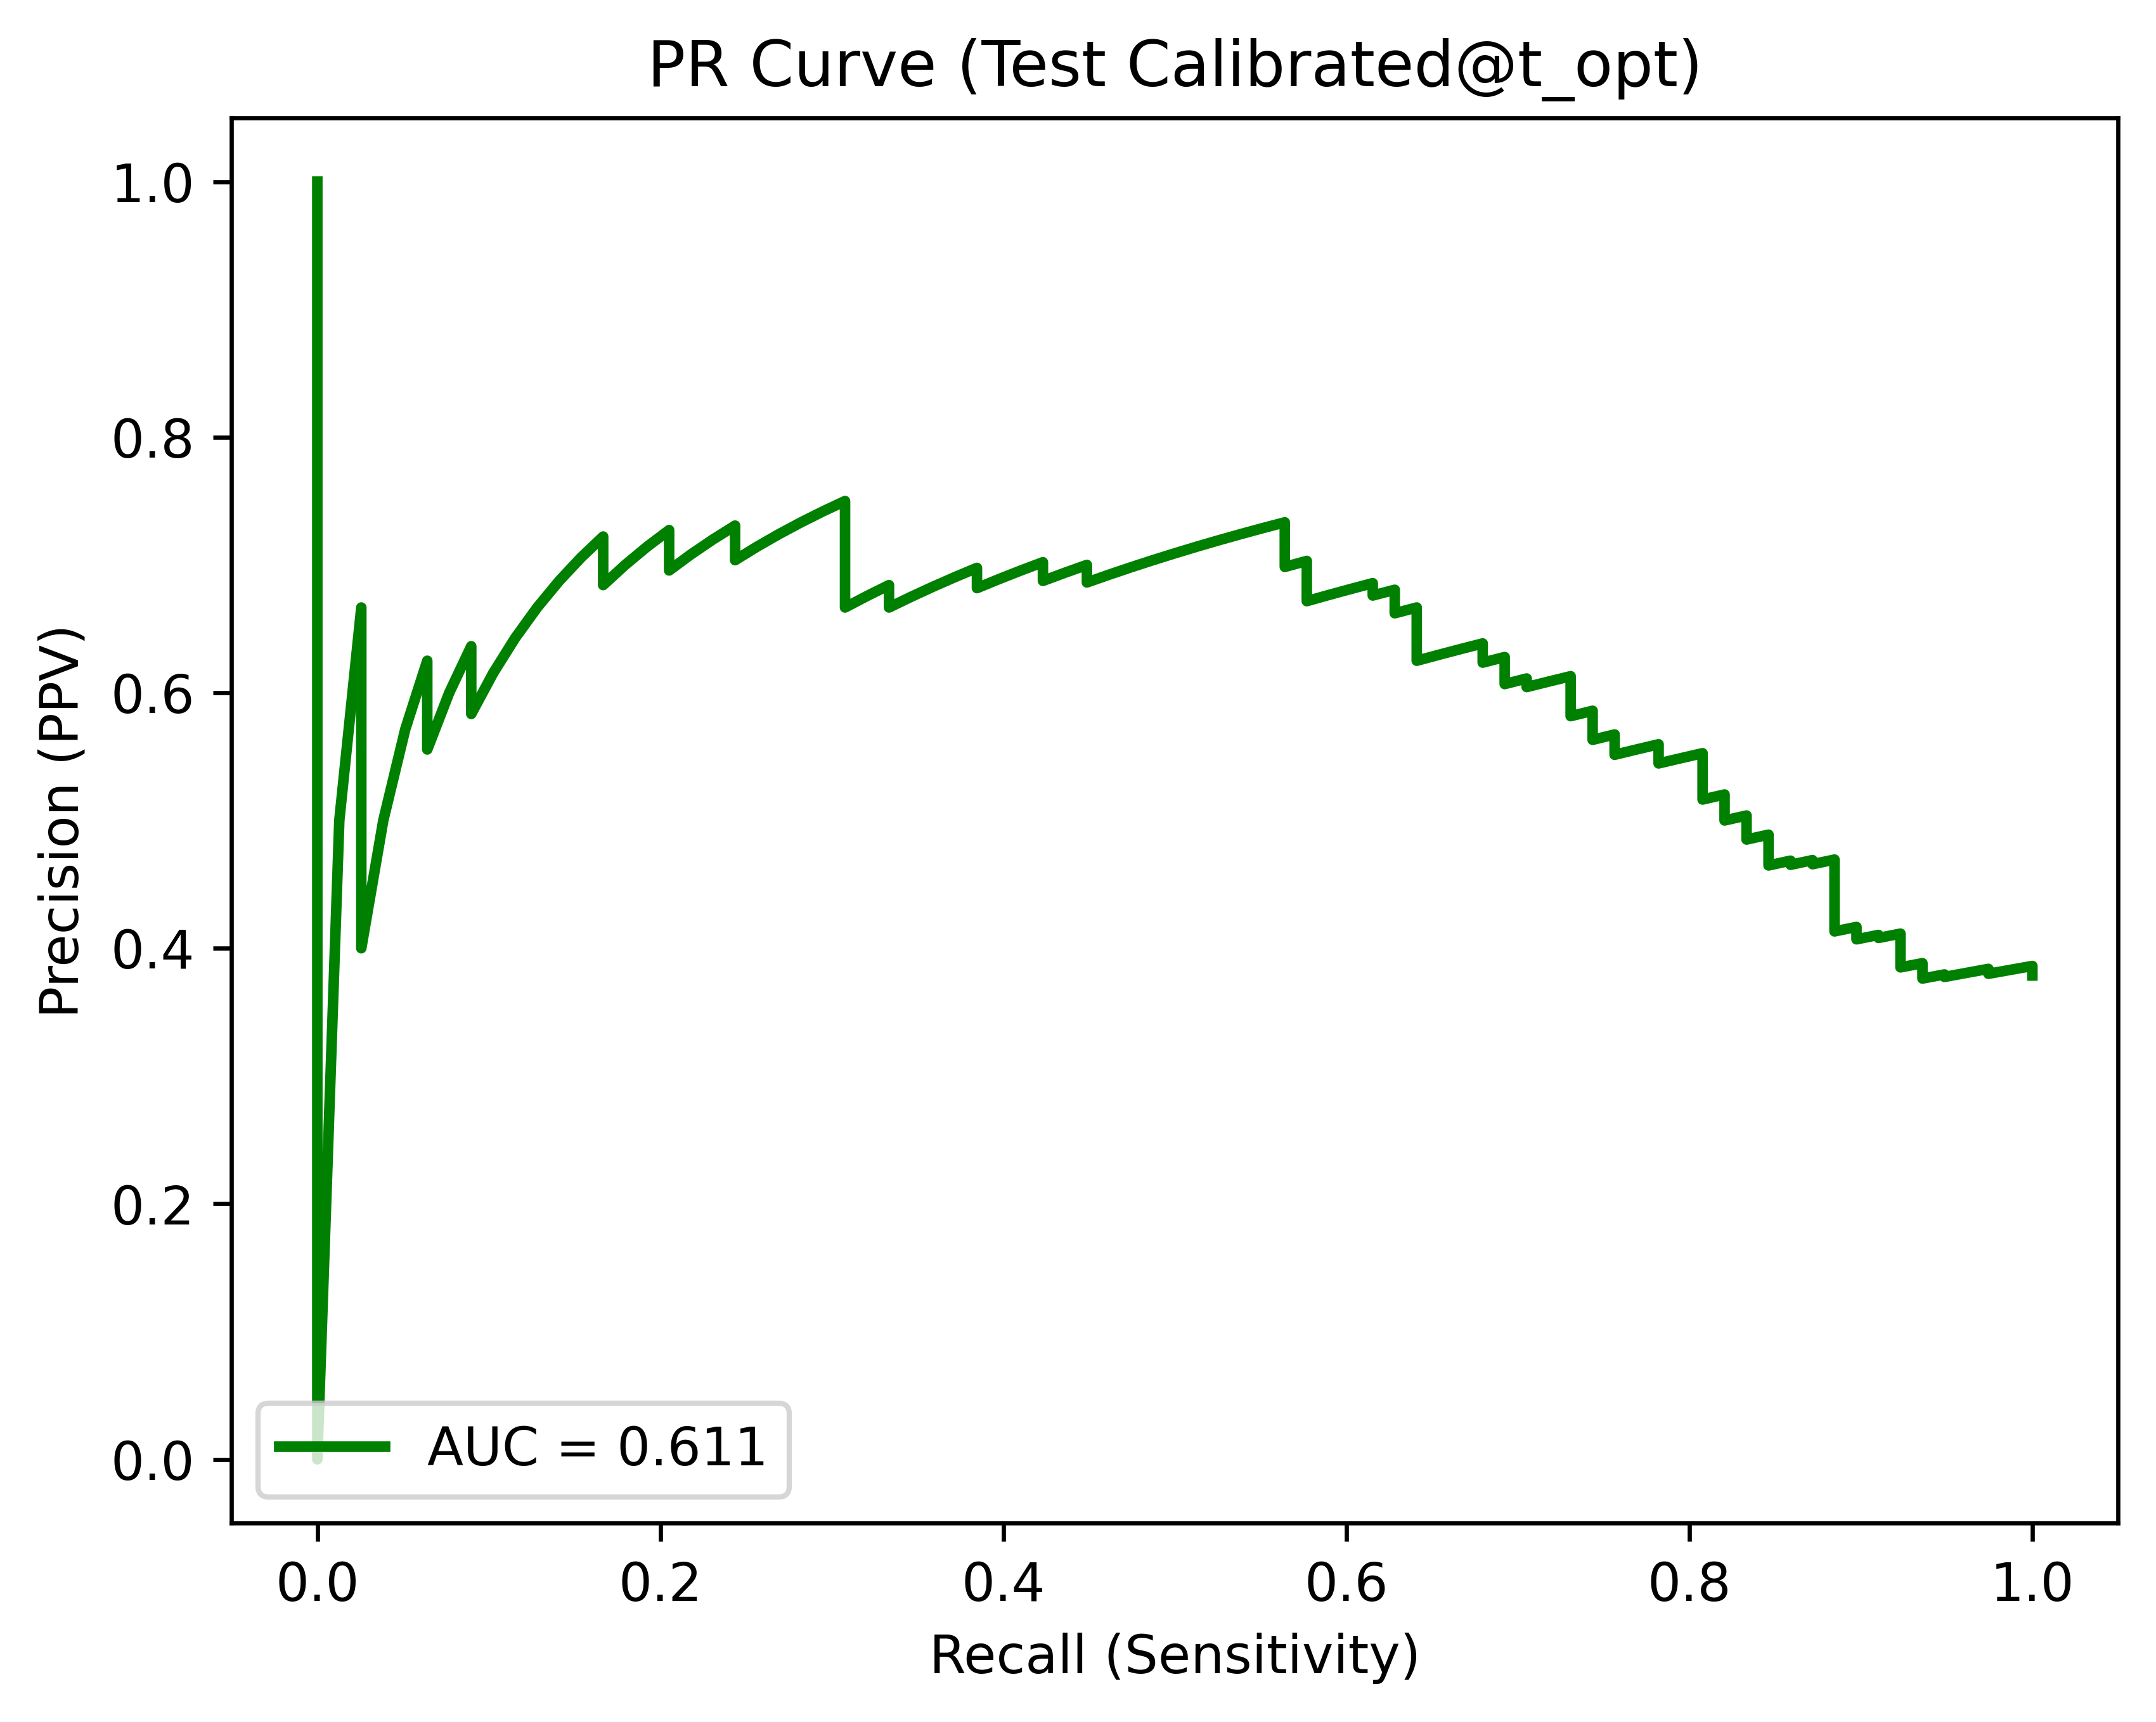 PR Curve (Test Calibrated@t_opt)
Precision (PPV)
1.0
0.8
0.6
0.4
0.2
0.0
AUC = 0.611
0.0 0.2 0.4 0.6 0.8 1.0
Recall (Sensitivity)